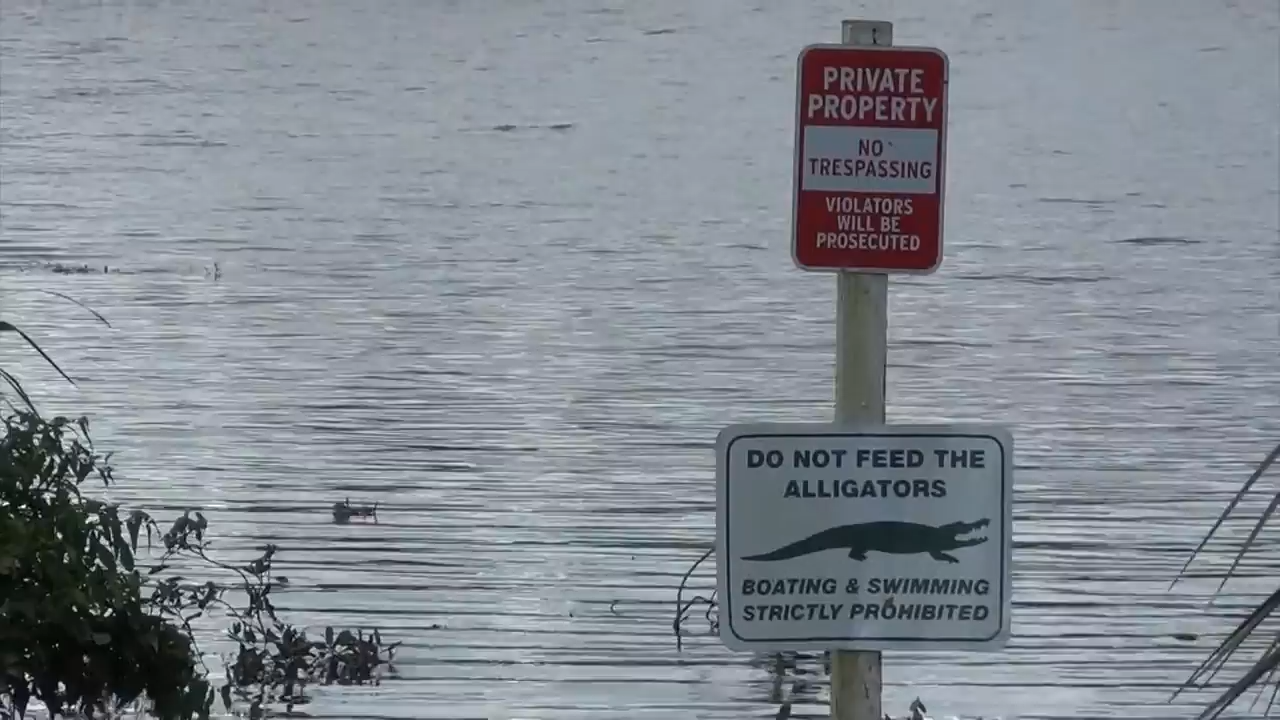 PRIVATE
PROPERTY
NO
TRESPASSING
VIOLATORS
WILL BE
PROSECUTED
DO NOT FEED THE
ALLIGATORS
BOATING & SWIMMING
STRICTLY PROHIBITED